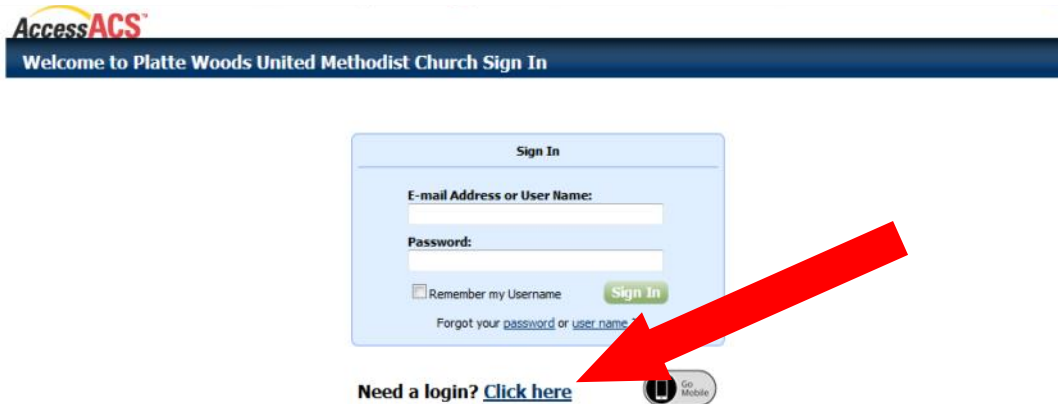 AccessACS™
Welcome to Platte Woods United Methodist Church Sign In
Sign In
E-mail Address or User Name:
Password:
Remember my Username
Sign In
Forgot your password or user name
Need a login? Click here
Go
Mobile